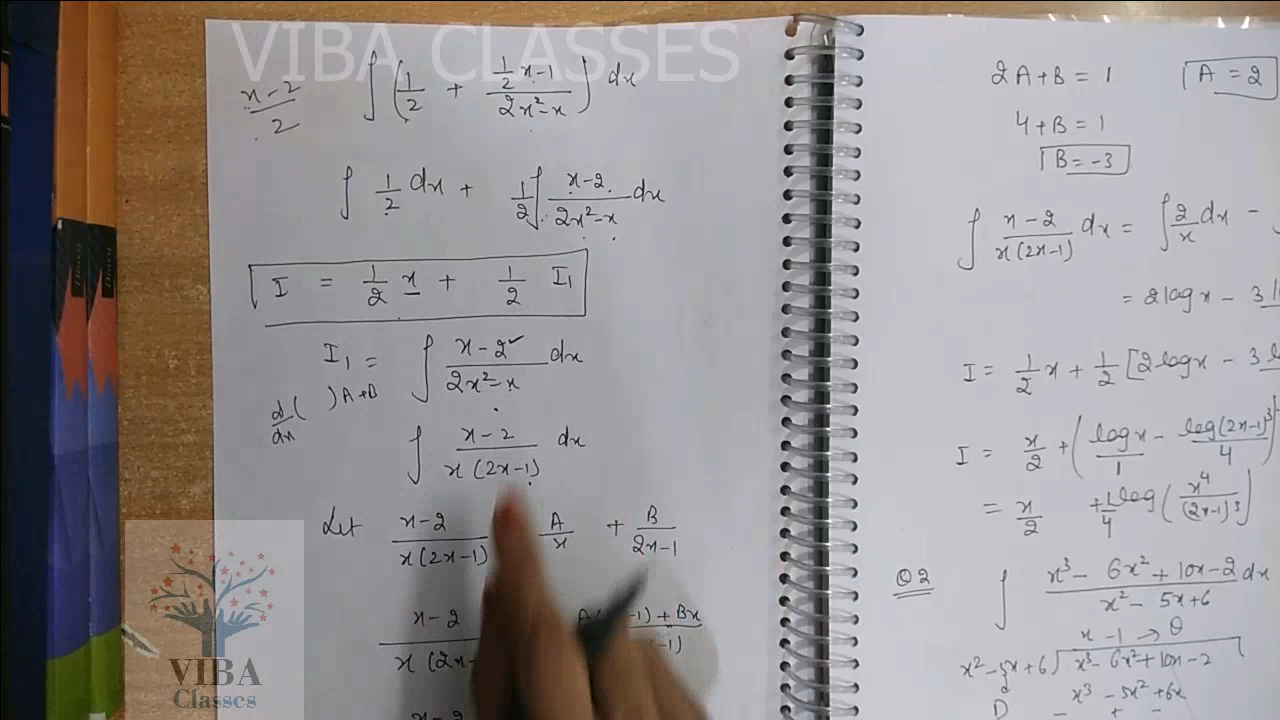 VIBA CLASSES
x-2/2 ∫(1/2 + (1/2 x-1)/(2x²-x)) dx
∫ 1/2 dx + 1/2 ∫ (x-2)/(2x²-x) dx
I = 1/2 x + 1/2 I₁
I₁ = ∫ (x-2)/(2x²-x) dx
d/dx ( ) A+B
∫ (x-2)/(x(2x-1)) dx
Let (x-2)/(x(2x-1)) A/x + B/(2x-1)
x-2/x(2x- A( -1)+Bx/ -1)
x-2
2A+B = 1 A = 2
4+B = 1
B = -3
∫ (x-2)/(x(2x-1)) dx = ∫ 2/x dx -
= 2logx - 3
I = 1/2 x + 1/2 [2logx - 3
I = x/2 + (logx/1 - log(2x-1)³/4)
= x/2 + 1/4 log (x⁴/(2x-1)³)
Q2 ∫ (x³ - 6x² + 10x - 2)/(x² - 5x + 6) dx
x - 1 → Q
x² - 5x + 6 ) x³ - 6x² + 10x - 2
D x³ - 5x² + 6x
- + -
VIBA
Classes